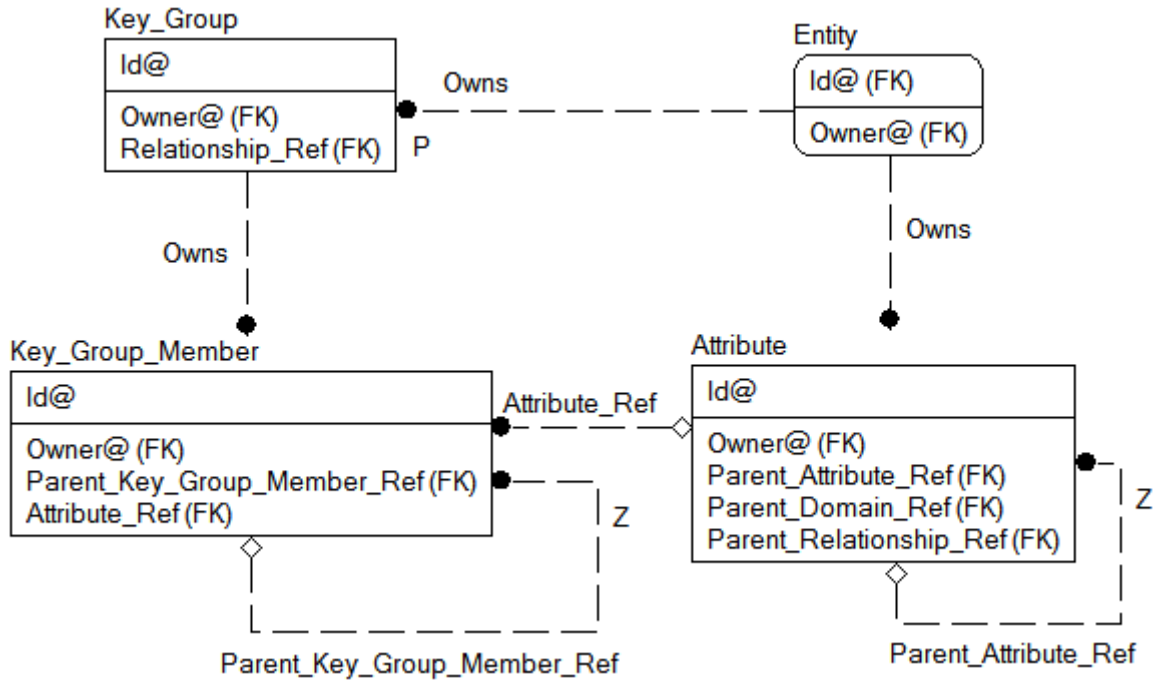 Key_Group
Id@
Owner@ (FK)
Relationship_Ref (FK)
Owns
P
Entity
Id@ (FK)
Owner@ (FK)
Owns
Owns
Key_Group_Member
Id@
Owner@ (FK)
Parent_Key_Group_Member_Ref (FK)
Attribute_Ref (FK)
Attribute_Ref
Z
Parent_Key_Group_Member_Ref
Attribute
Id@
Owner@ (FK)
Parent_Attribute_Ref (FK)
Parent_Domain_Ref (FK)
Parent_Relationship_Ref (FK)
Z
Parent_Attribute_Ref